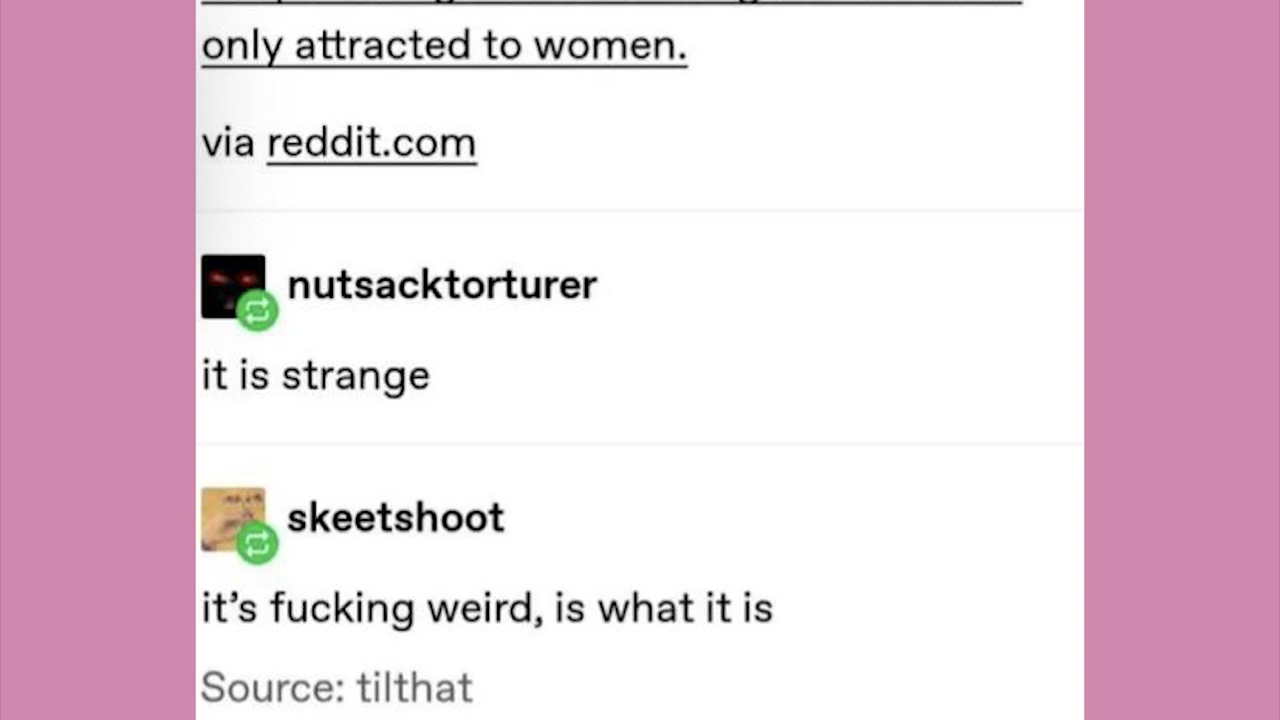 only attracted to women.
via reddit.com
nutsacktorturer
it is strange
skeetshoot
it’s fucking weird, is what it is
Source: tilthat